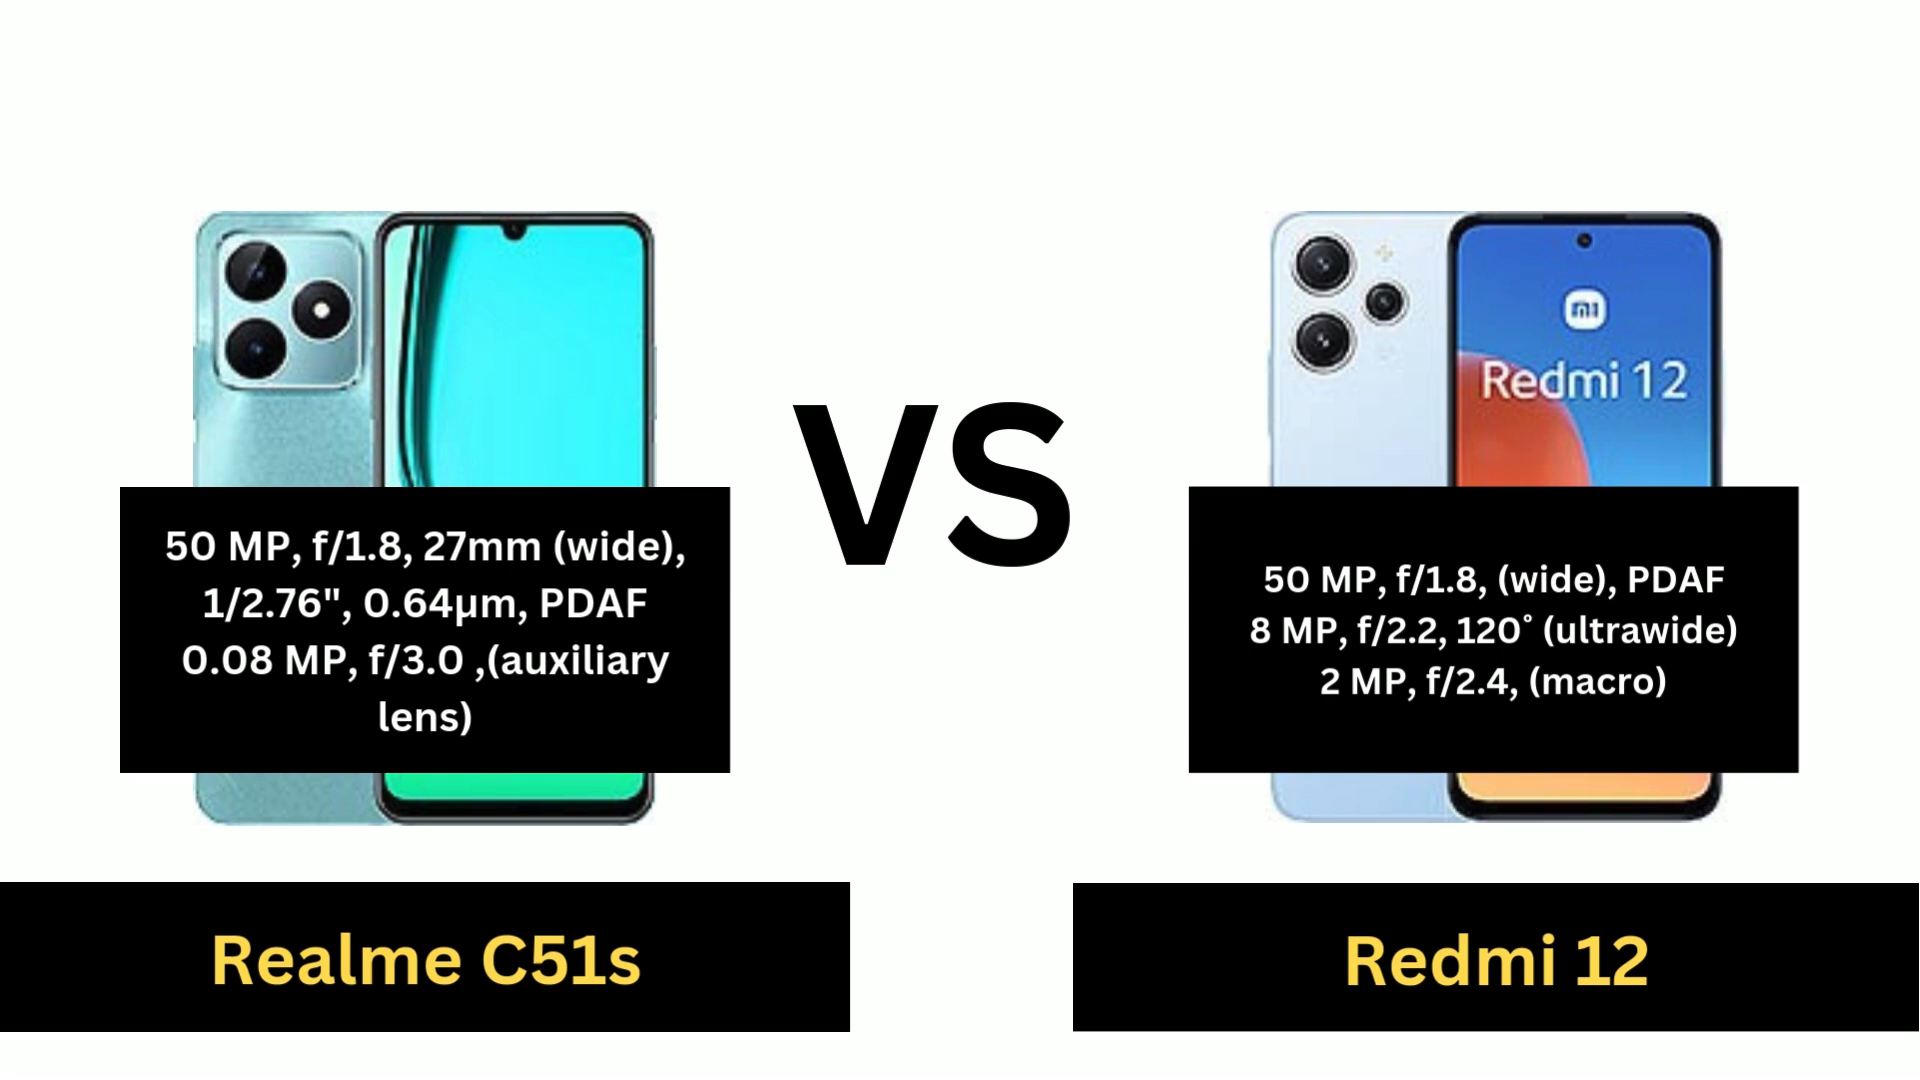 VS
50 MP, f/1.8, 27mm (wide),
1/2.76", 0.64µm, PDAF
0.08 MP, f/3.0 ,(auxiliary
lens)
Realme C51s
mi
Redmi 12
50 MP, f/1.8, (wide), PDAF
8 MP, f/2.2, 120° (ultrawide)
2 MP, f/2.4, (macro)
Redmi 12